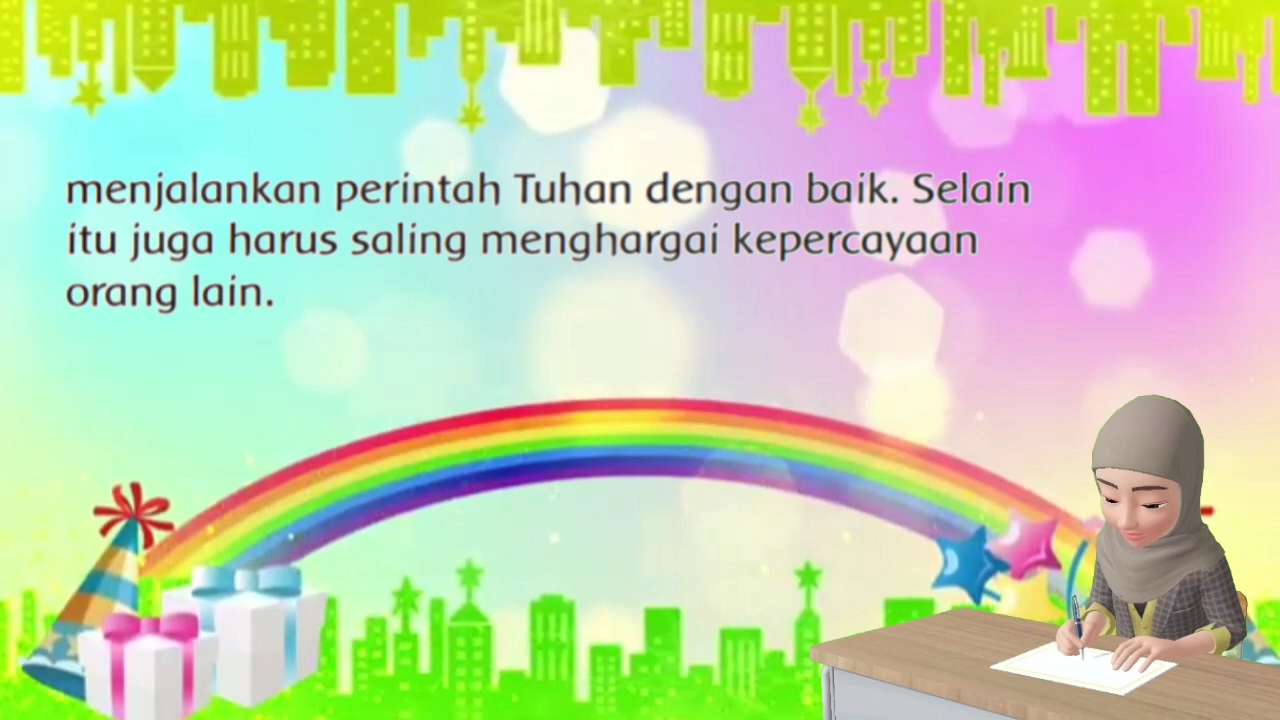 menjalankan perintah Tuhan dengan baik. Selain
itu juga harus saling menghargai kepercayaan
orang lain.